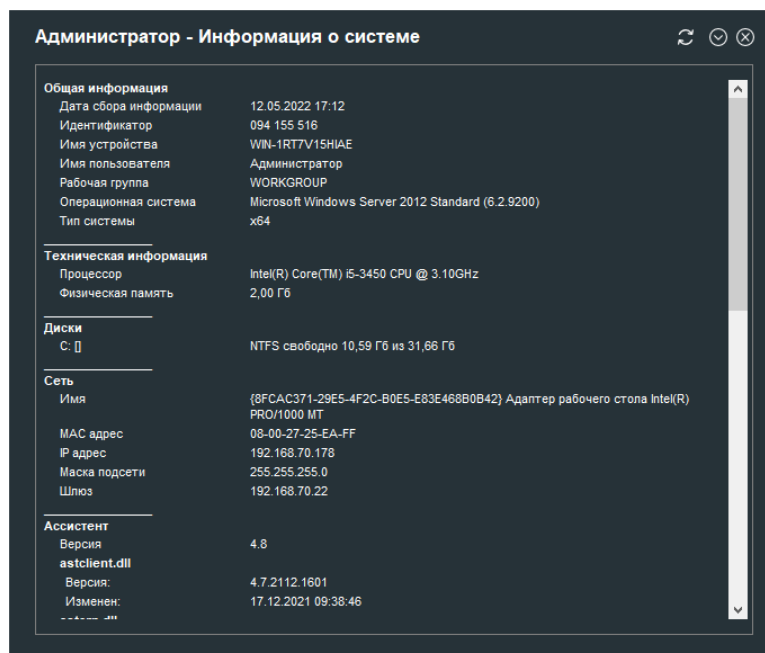 Администратор - Информация о системе
Общая информация
Дата сбора информации 12.05.2022 17:12
Идентификатор 094 155 516
Имя устройства WIN-1RT7V15HIAE
Имя пользователя Администратор
Рабочая группа WORKGROUP
Операционная система Microsoft Windows Server 2012 Standard (6.2.9200)
Тип системы x64
Техническая информация
Процессор Intel(R) Core(TM) i5-3450 CPU @ 3.10GHz
Физическая память 2,00 Гб
Диски
C: [] NTFS свободно 10,59 Гб из 31,66 Гб
Сеть
Имя {8FCAC371-29E5-4F2C-B0E5-E83E468B0B42} Адаптер рабочего стола Intel(R)
PRO/1000 MT
MAC адрес 08-00-27-25-EA-FF
IP адрес 192.168.70.178
Маска подсети 255.255.255.0
Шлюз 192.168.70.22
Ассистент
Версия 4.8
astclient.dll
Версия: 4.7.2112.1601
Изменен: 17.12.2021 09:38:46